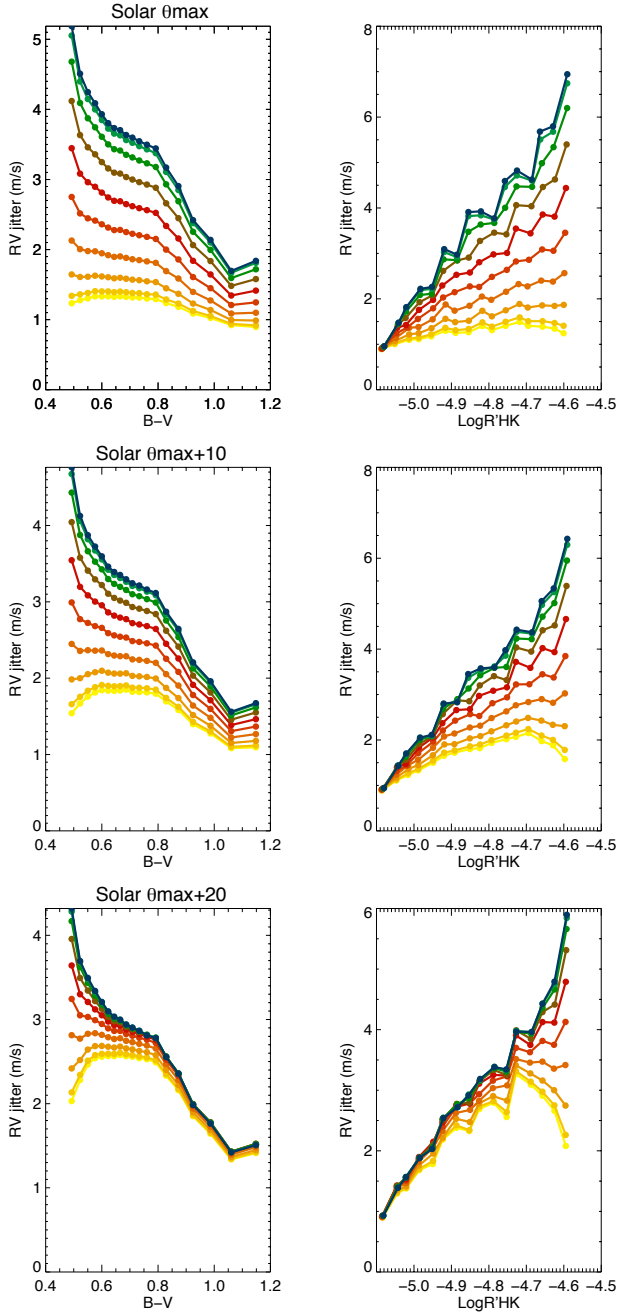 Solar θmax
5
4
3
2
1
0
RV jitter (m/s)
0.4 0.6 0.8 1.0 1.2
B−V
8
6
4
2
0
RV jitter (m/s)
−5.0 −4.9 −4.8 −4.7 −4.6 −4.5
LogR'HK
Solar θmax+10
4
3
2
1
0
RV jitter (m/s)
0.4 0.6 0.8 1.0 1.2
B−V
8
6
4
2
0
RV jitter (m/s)
−5.0 −4.9 −4.8 −4.7 −4.6 −4.5
LogR'HK
Solar θmax+20
4
3
2
1
0
RV jitter (m/s)
0.4 0.6 0.8 1.0 1.2
B−V
6
4
2
0
RV jitter (m/s)
−5.0 −4.9 −4.8 −4.7 −4.6 −4.5
LogR'HK